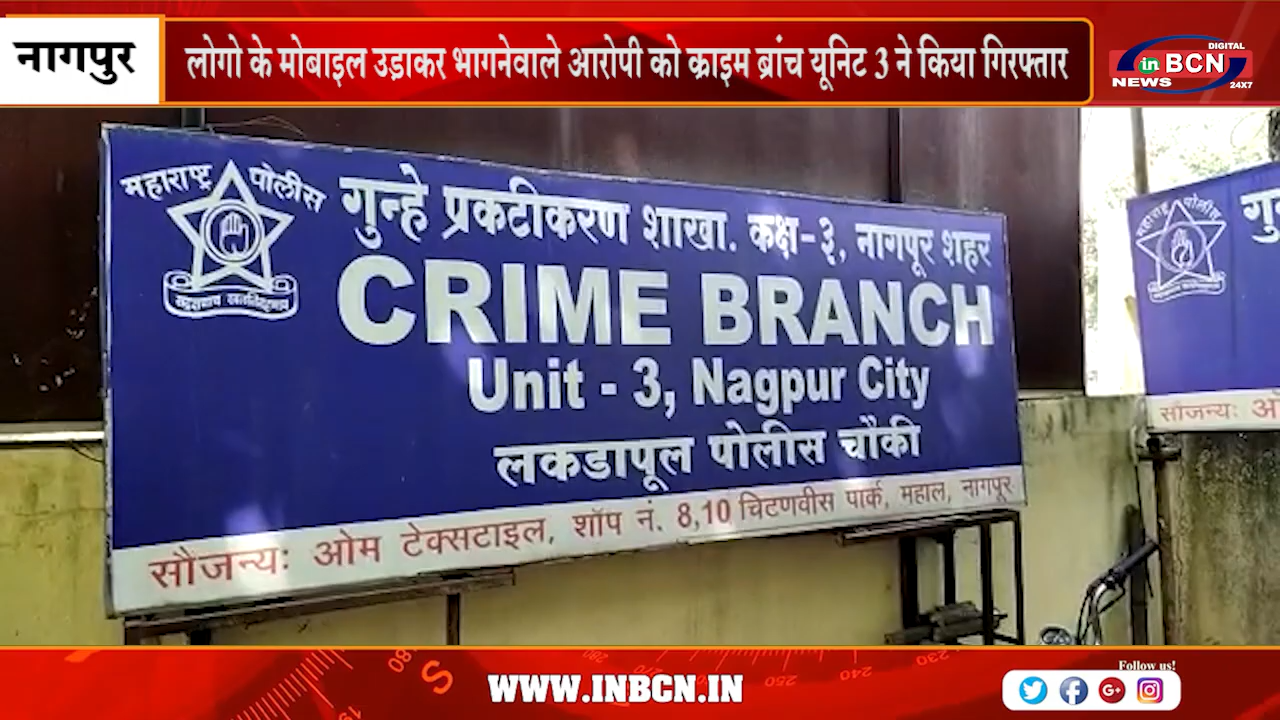 नागपुर
लोगो के मोबाइल उड़ाकर भागनेवाले आरोपी को क्राइम ब्रांच यूनिट 3 ने किया गिरफ्तार
DIGITAL
in BCN
NEWS 24X7
महाराष्ट्र पोलीस
गुन्हे प्रकटीकरण शाखा. कक्ष-३, नागपूर शहर
CRIME BRANCH
Unit - 3, Nagpur City
लकडापूल पोलीस चौकी
सौजन्यः ओम टेक्सटाइल, शॉप नं. 8,10 चिटणवीस पार्क, महाल, नागपूर
महाराष्ट्र पोलीस
सौजन्यः
WWW.INBCN.IN
Follow us!